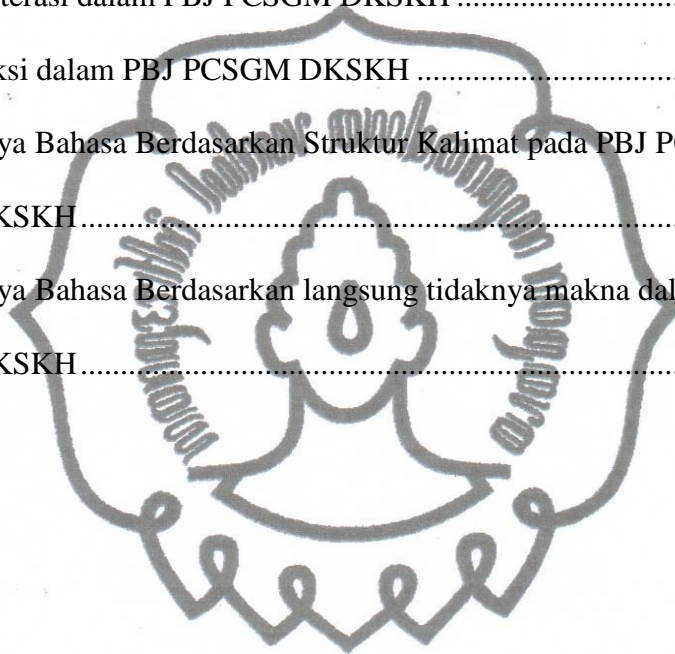 terasi dalam PBJ PCSGM DKSKH ..............................
ksi dalam PBJ PCSGM DKSKH ...................................
ya Bahasa Berdasarkan Struktur Kalimat pada PBJ PC
KSKH...........................................................................
ya Bahasa Berdasarkan langsung tidaknya makna dal
KSKH...........................................................................